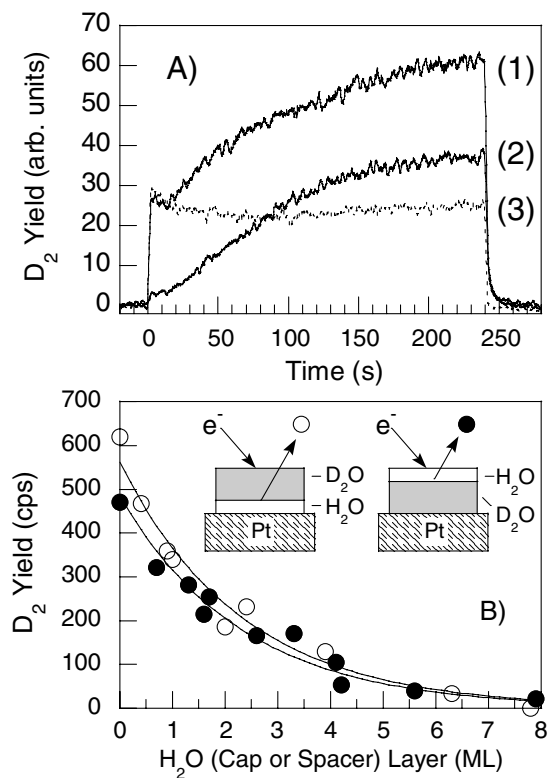 A)
(1)
(2)
(3)
D₂ Yield (arb. units)
70
60
50
40
30
20
10
0
0 50 100 150 200 250
Time (s)
D₂ Yield (cps)
700
600
500
400
300
200
100
0
e⁻
D₂O
H₂O
Pt
e⁻
H₂O
D₂O
Pt
B)
0 1 2 3 4 5 6 7 8
H₂O (Cap or Spacer) Layer (ML)